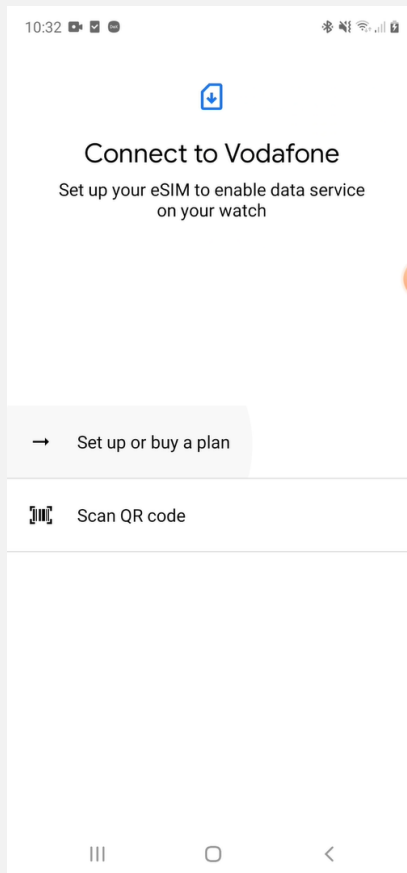 10:32
Connect to Vodafone
Set up your eSIM to enable data service
on your watch
Set up or buy a plan
Scan QR code